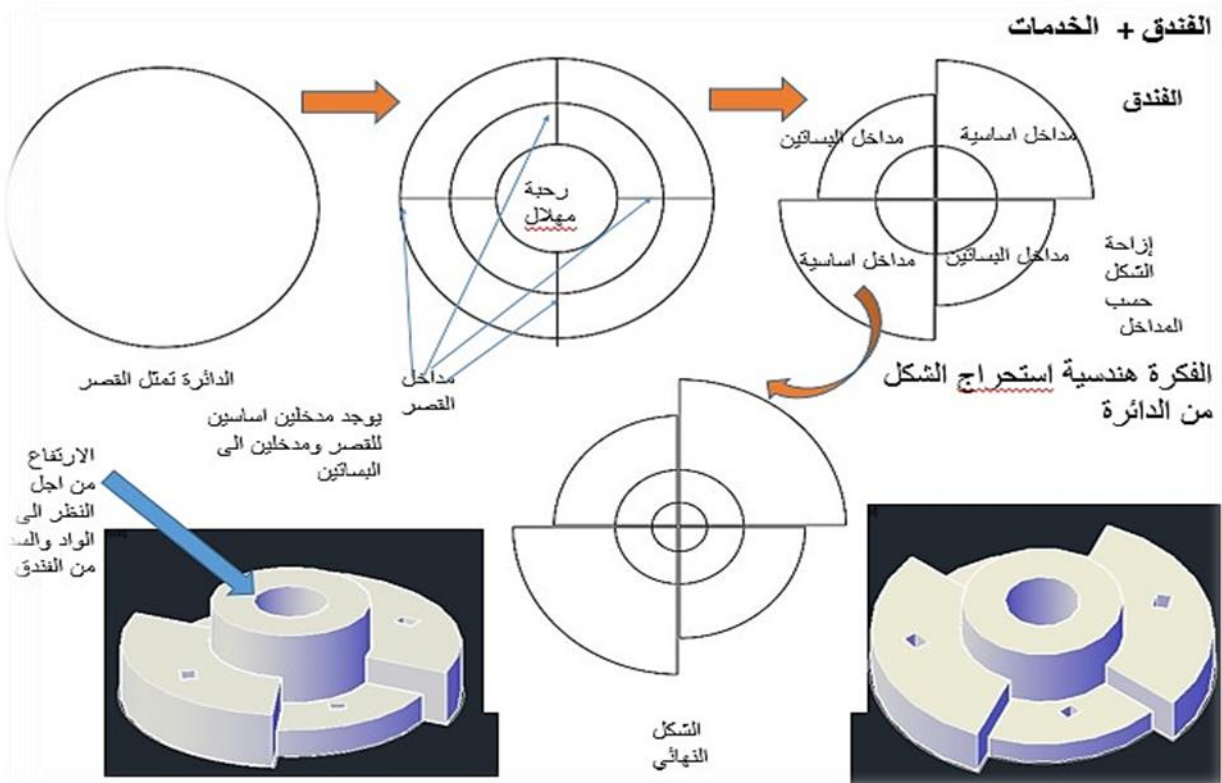 الفندق + الخدمات
الفندق
مداخل اساسية
مداخل البساتين
مداخل البساتين
مداخل اساسية
إزاحة
الشكل
حسب
المداخل
رحبة
مهلال
مداخل
القصر
الدائرة تمثل القصر
يوجد مدخلين اساسين
للقصر ومدخلين الى
البساتين
الفكرة هندسية استحراج الشكل
من الدائرة
الارتفاع
من اجل
النظر الى
الواد والسد
من الفندق
الشكل
النهائي